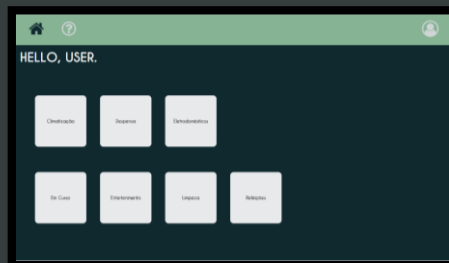 ?
HELLO, USER.
Climatização Despensa Eletrodomésticos
Em Casa Entretenimento Limpeza Refeições